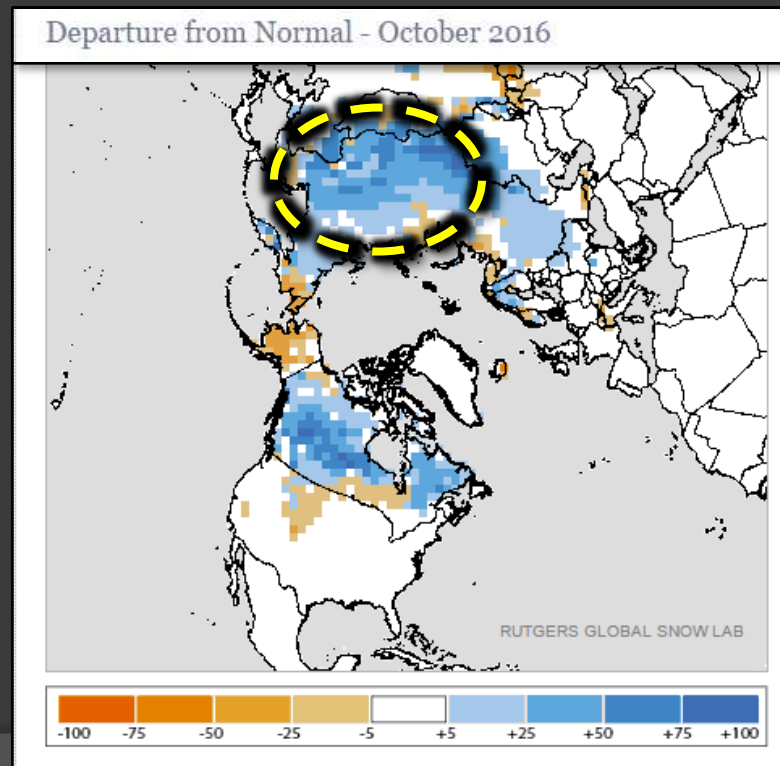 Departure from Normal - October 2016
RUTGERS GLOBAL SNOW LAB
-100 -75 -50 -25 -5 +5 +25 +50 +75 +100